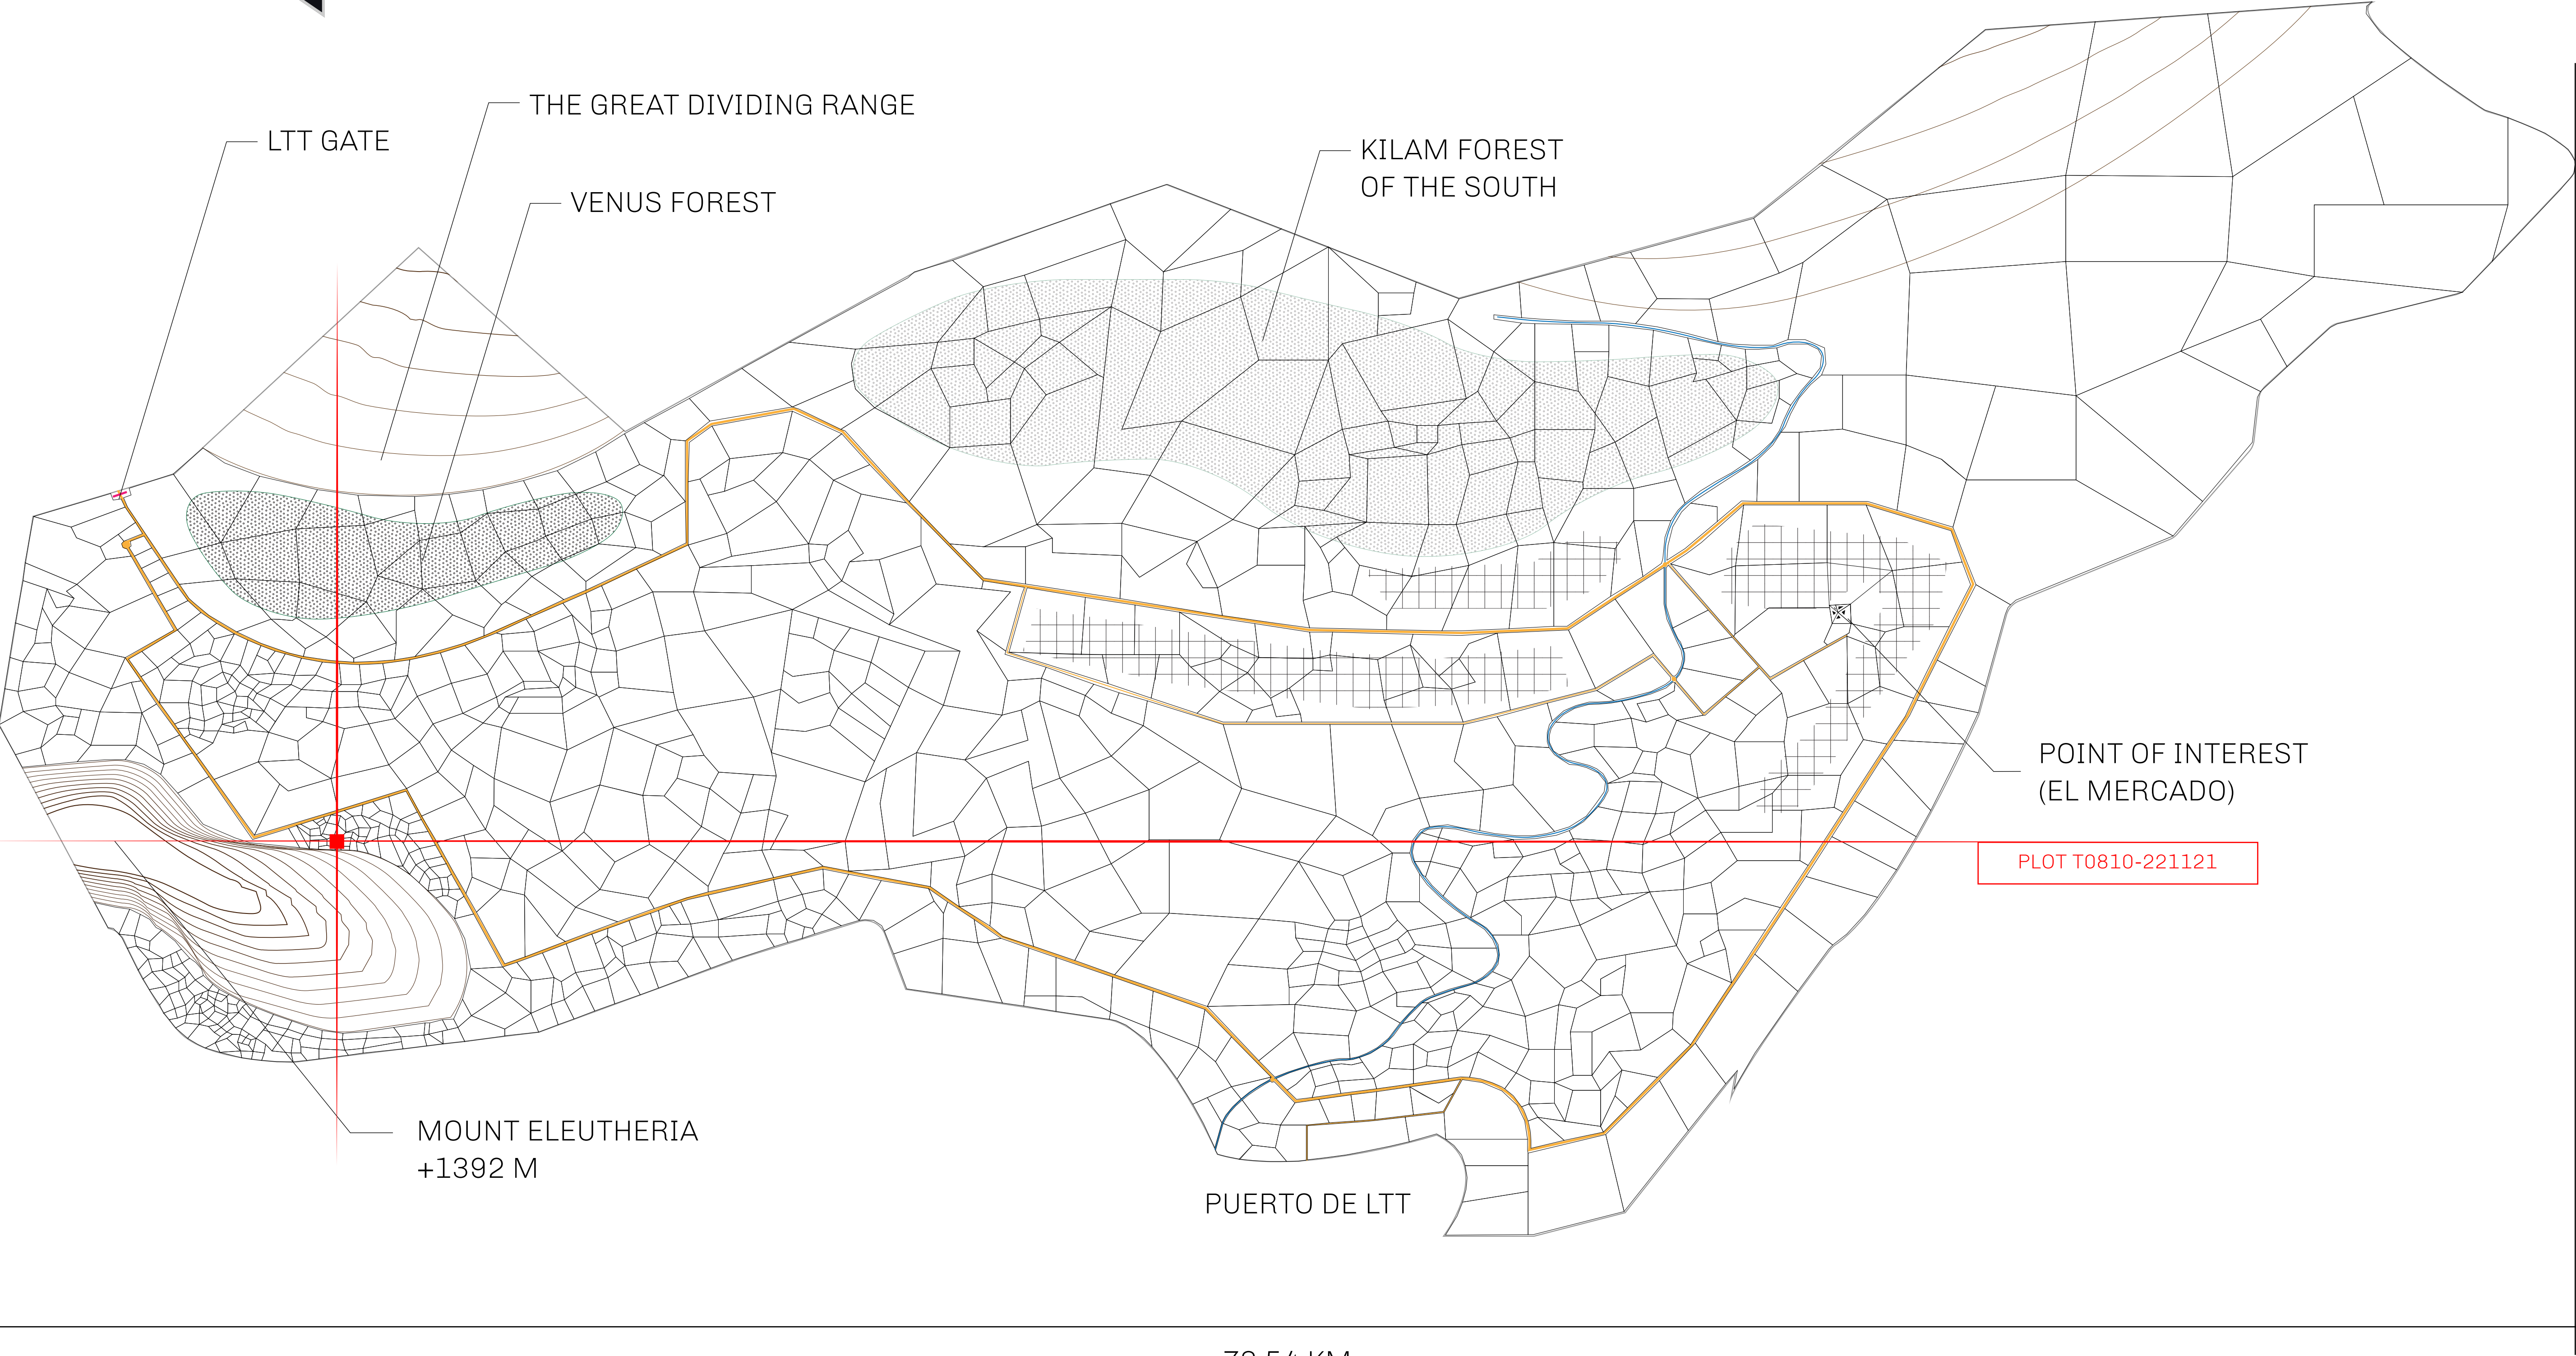 THE GREAT DIVIDING RANGE
LTT GATE
VENUS FOREST
KILAM FOREST
OF THE SOUTH
POINT OF INTEREST
(EL MERCADO)
PLOT T0810-221121
MOUNT ELEUTHERIA
+1392 M
PUERTO DE LTT